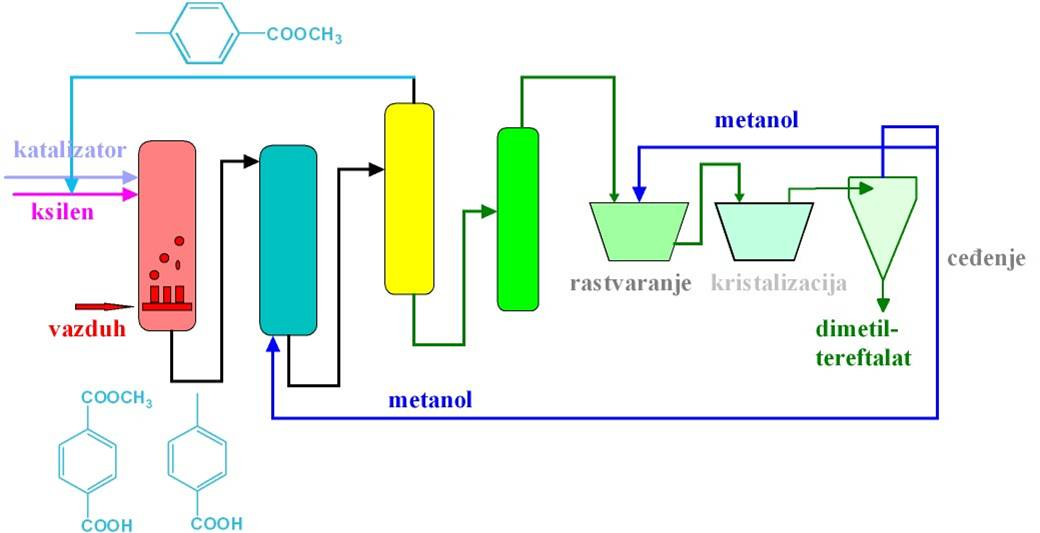 COOCH3
metanol
katalizator
ksilen
rastvaranje
kristalizacija
ceđenje
vazduh
dimetil-
tereftalat
metanol
COOCH3
COOH
COOH